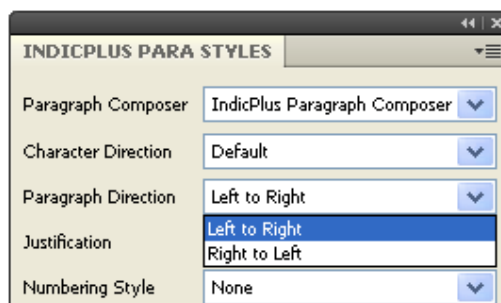 INDICPLUS PARA STYLES
Paragraph Composer IndicPlus Paragraph Composer
Character Direction Default
Paragraph Direction Left to Right
Left to Right
Justification
Right to Left
Numbering Style None